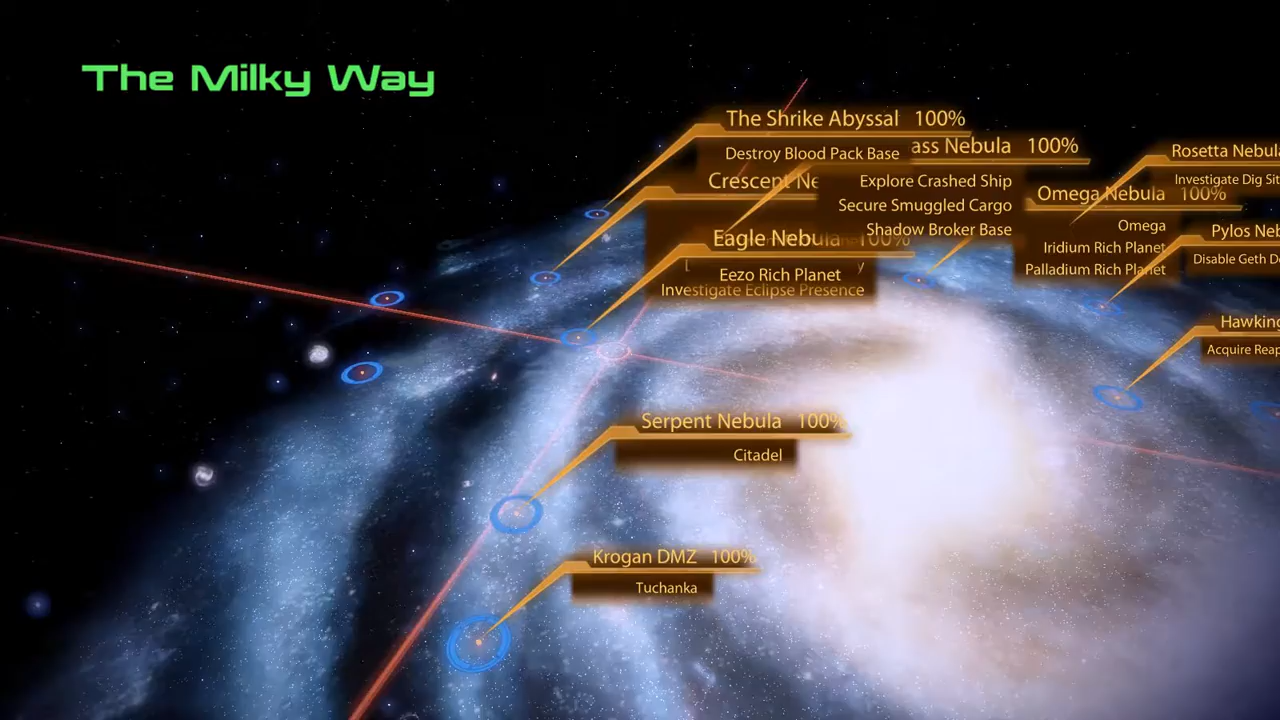 The Milky Way
The Shrike Abyssal 100%
Destroy Blood Pack Base
ass Nebula 100%
Explore Crashed Ship
Secure Smuggled Cargo
Shadow Broker Base
Crescent Ne
Rosetta Nebula
Investigate Dig Sit
Omega Nebula 100%
Omega
Iridium Rich Planet
Palladium Rich Planet
Eagle Nebula 100%
Eezo Rich Planet
Investigate Eclipse Presence
Pylos Neb
Disable Geth De
Hawking
Acquire Reap
Serpent Nebula 100%
Citadel
Krogan DMZ 100%
Tuchanka